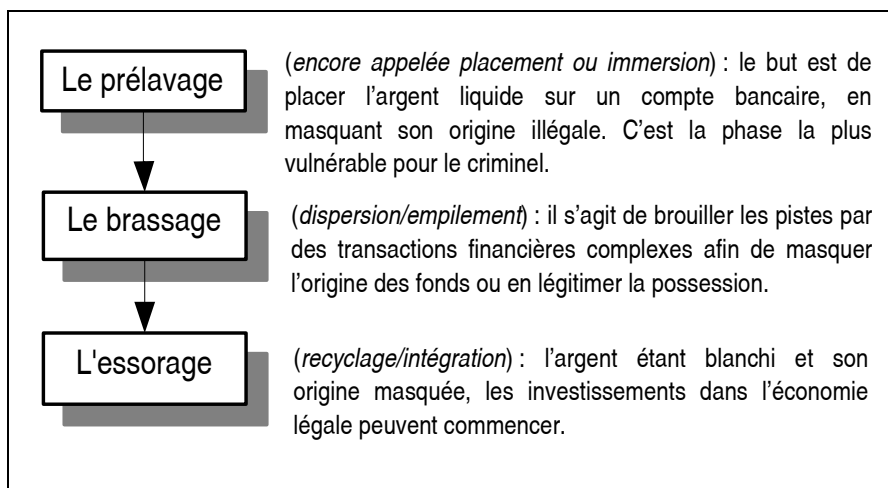 Le prélavage
(encore appelée placement ou immersion) : le but est de
placer l'argent liquide sur un compte bancaire, en
masquant son origine illégale. C'est la phase la plus
vulnérable pour le criminel.
Le brassage
(dispersion/empilement) : il s'agit de brouiller les pistes par
des transactions financières complexes afin de masquer
l'origine des fonds ou en légitimer la possession.
L'essorage
(recyclage/intégration) : l'argent étant blanchi et son
origine masquée, les investissements dans l'économie
légale peuvent commencer.